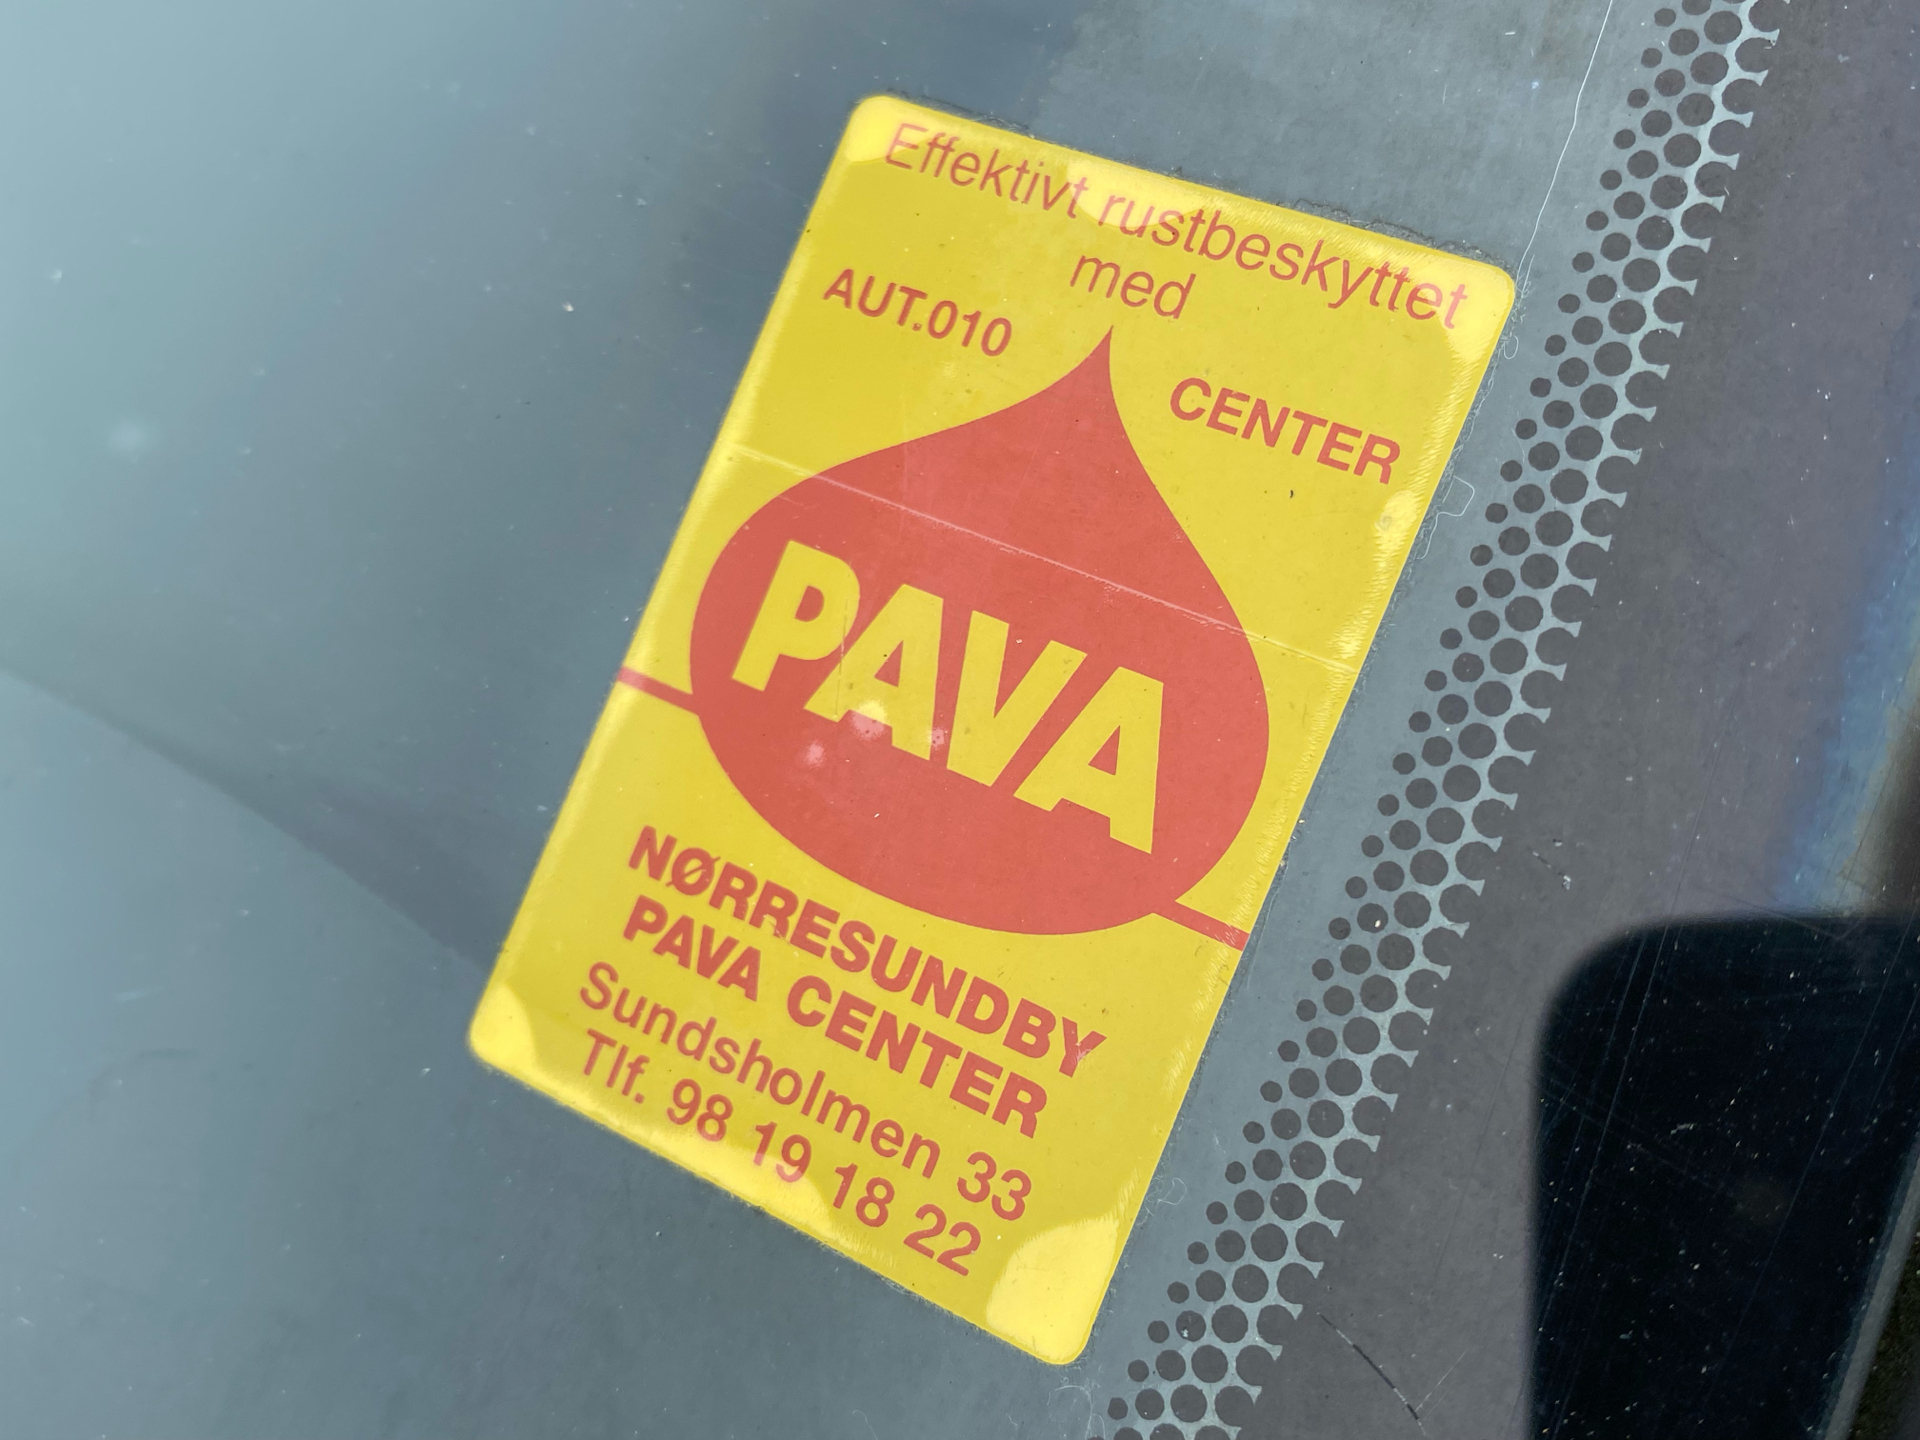 Effektivt rustbeskyttet
med
AUT.010
CENTER
PAVA
NØRRESUNDBY
PAVA CENTER
Sundsholmen 33
Tlf. 98 19 18 22